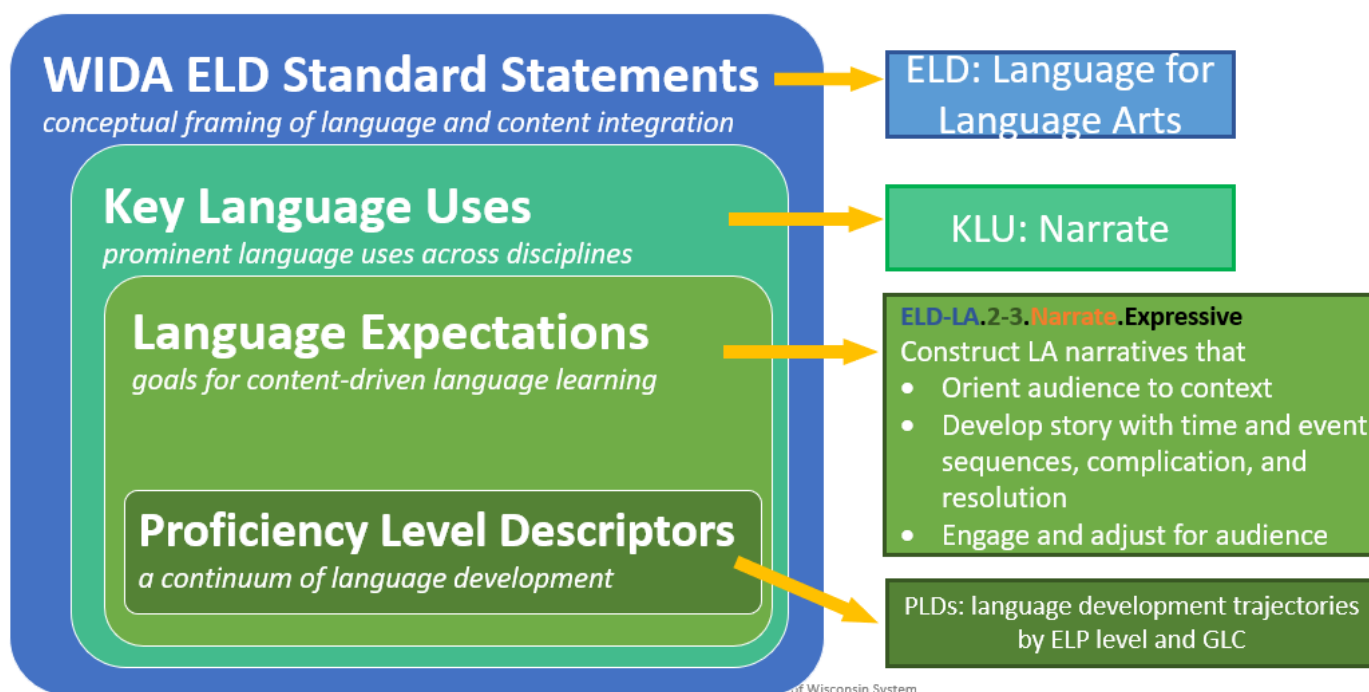 WIDA ELD Standard Statements
conceptual framing of language and content integration
Key Language Uses
prominent language uses across disciplines
Language Expectations
goals for content-driven language learning
Proficiency Level Descriptors
a continuum of language development
ELD: Language for
Language Arts
KLU: Narrate
ELD-LA.2-3.Narrate.Expressive
Construct LA narratives that
• Orient audience to context
• Develop story with time and event
sequences, complication, and
resolution
• Engage and adjust for audience
PLDs: language development trajectories
by ELP level and GLC
of Wisconsin System